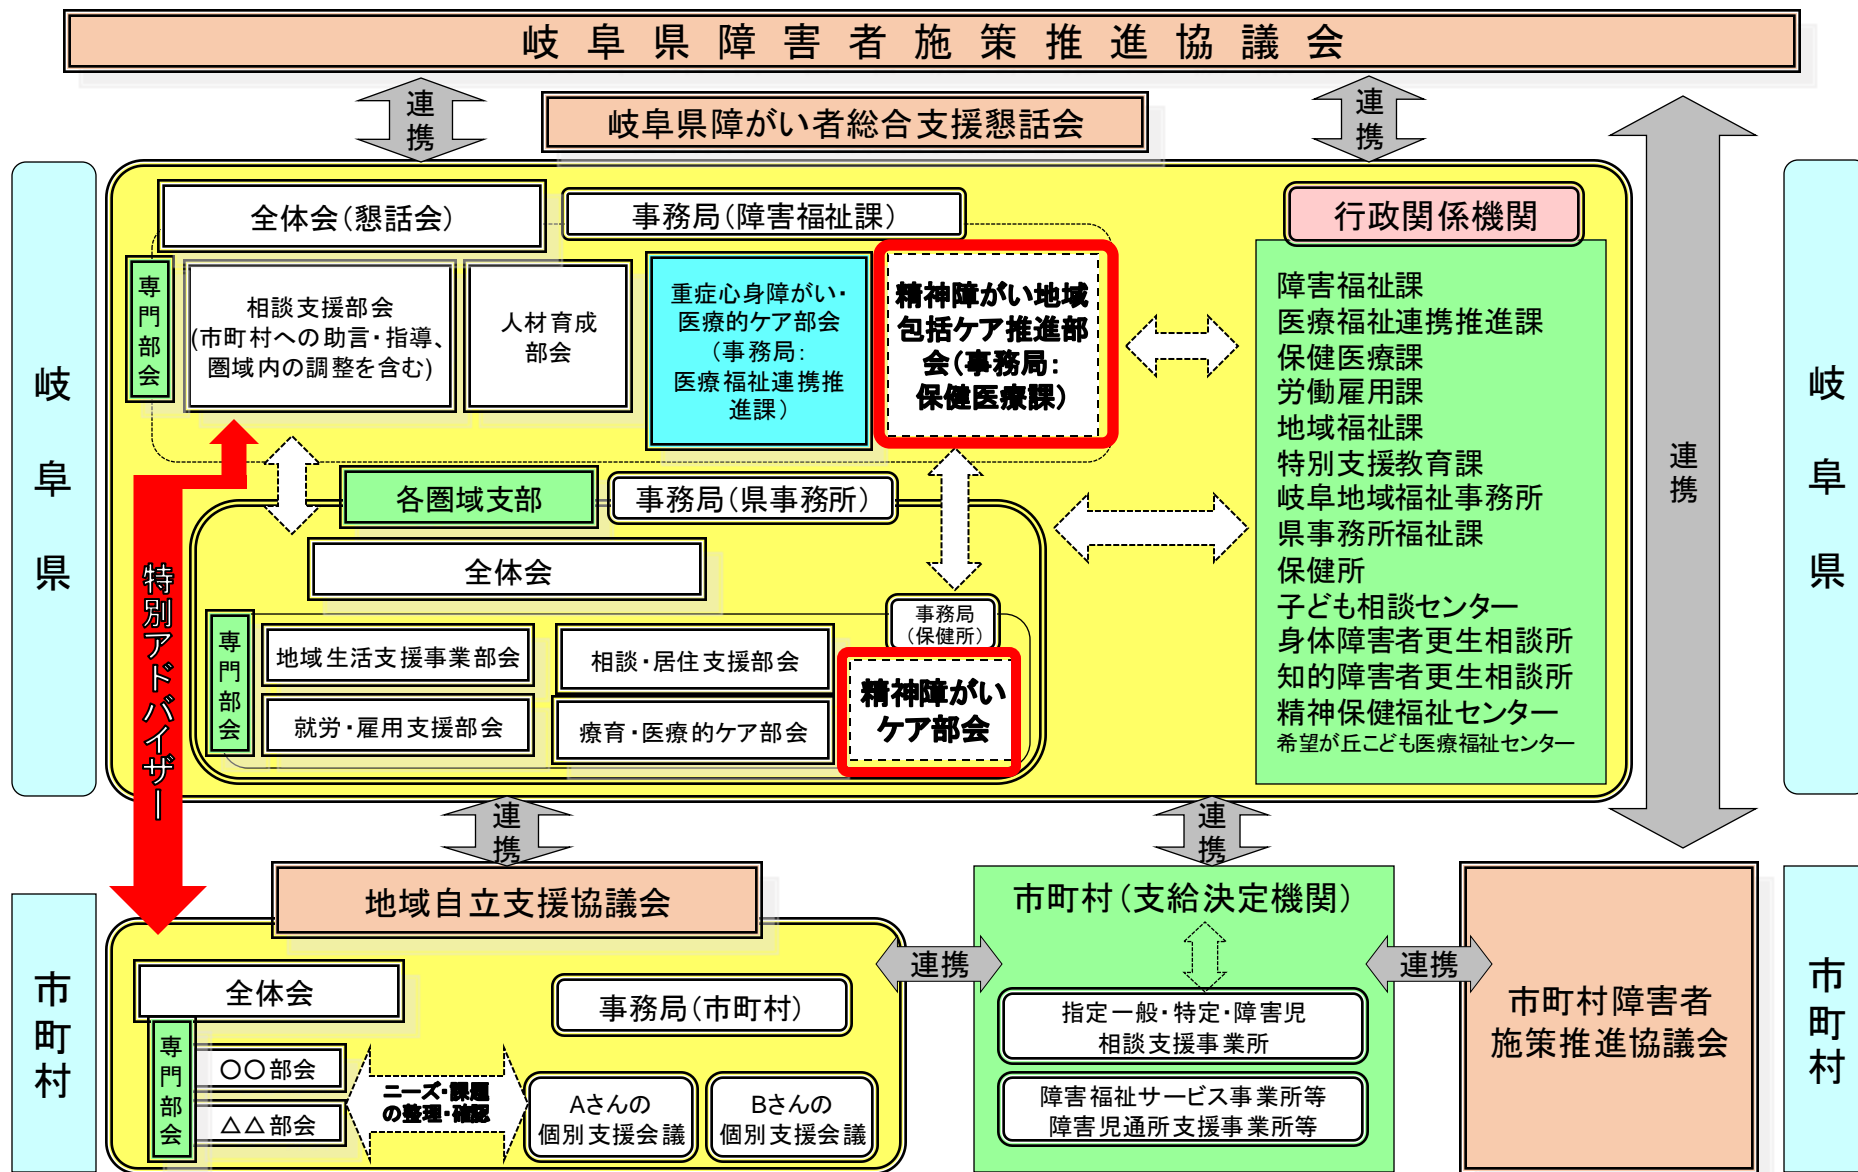 岐阜県障害者施策推進協議会
連
携
連
携
岐阜県障がい者総合支援懇話会
岐
阜
県
全体会(懇話会)
事務局(障害福祉課)
行政関係機関
専
門
部
会
相談支援部会
(市町村への助言・指導、
圏域内の調整を含む)
人材育成
部会
重症心身障がい・
医療的ケア部会
(事務局:
医療福祉連携推
進課)
精神障がい地域
包括ケア推進部
会(事務局:
保健医療課)
障害福祉課
医療福祉連携推進課
保健医療課
労働雇用課
地域福祉課
特別支援教育課
岐阜地域福祉事務所
県事務所福祉課
保健所
子ども相談センター
身体障害者更生相談所
知的障害者更生相談所
精神保健福祉センター
希望が丘こども医療福祉センター
連
携
岐
阜
県
特別アドバイザー
各圏域支部
事務局(県事務所)
全体会
事務局
(保健所)
専
門
部
会
地域生活支援事業部会
相談・居住支援部会
就労・雇用支援部会
療育・医療的ケア部会
精神障がい
ケア部会
連
携
連
携
市
町
村
地域自立支援協議会
全体会
事務局(市町村)
専
門
部
会
〇〇部会
△△部会
ニーズ・課題
の整理・確認
Aさんの
個別支援会議
Bさんの
個別支援会議
連携
市町村(支給決定機関)
指定一般・特定・障害児
相談支援事業所
障害福祉サービス事業所等
障害児通所支援事業所等
連携
市町村障害者
施策推進協議会
市
町
村